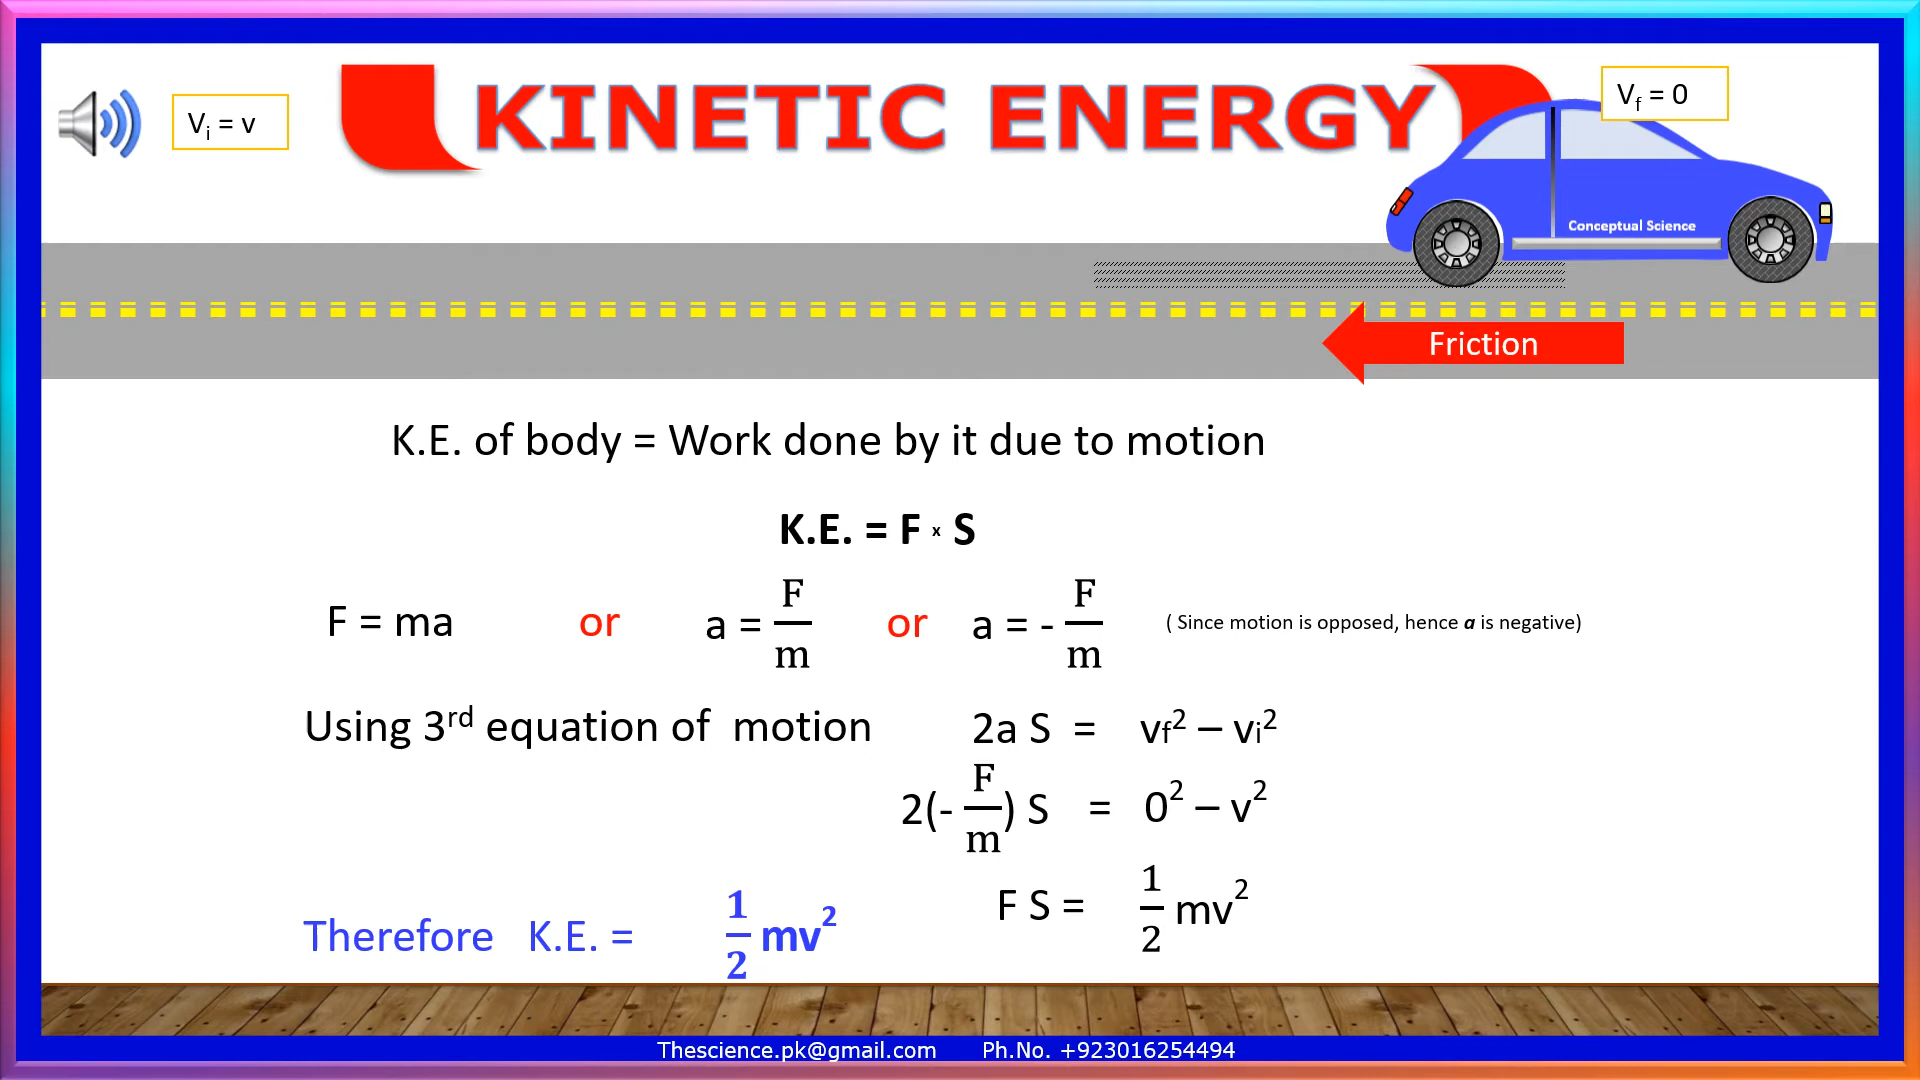 KINETIC ENERGY
Vi = v
Vf = 0
Conceptual Science
Friction
K.E. of body = Work done by it due to motion
K.E. = F x S
F = ma or a = F/m or a = - F/m ( Since motion is opposed, hence a is negative)
Using 3rd equation of motion 2a S = vf² – vi²
2(- F/m) S = 0² – v²
F S = 1/2 mv²
Therefore K.E. = 1/2 mv²
Thescience.pk@gmail.com Ph.No. +923016254494